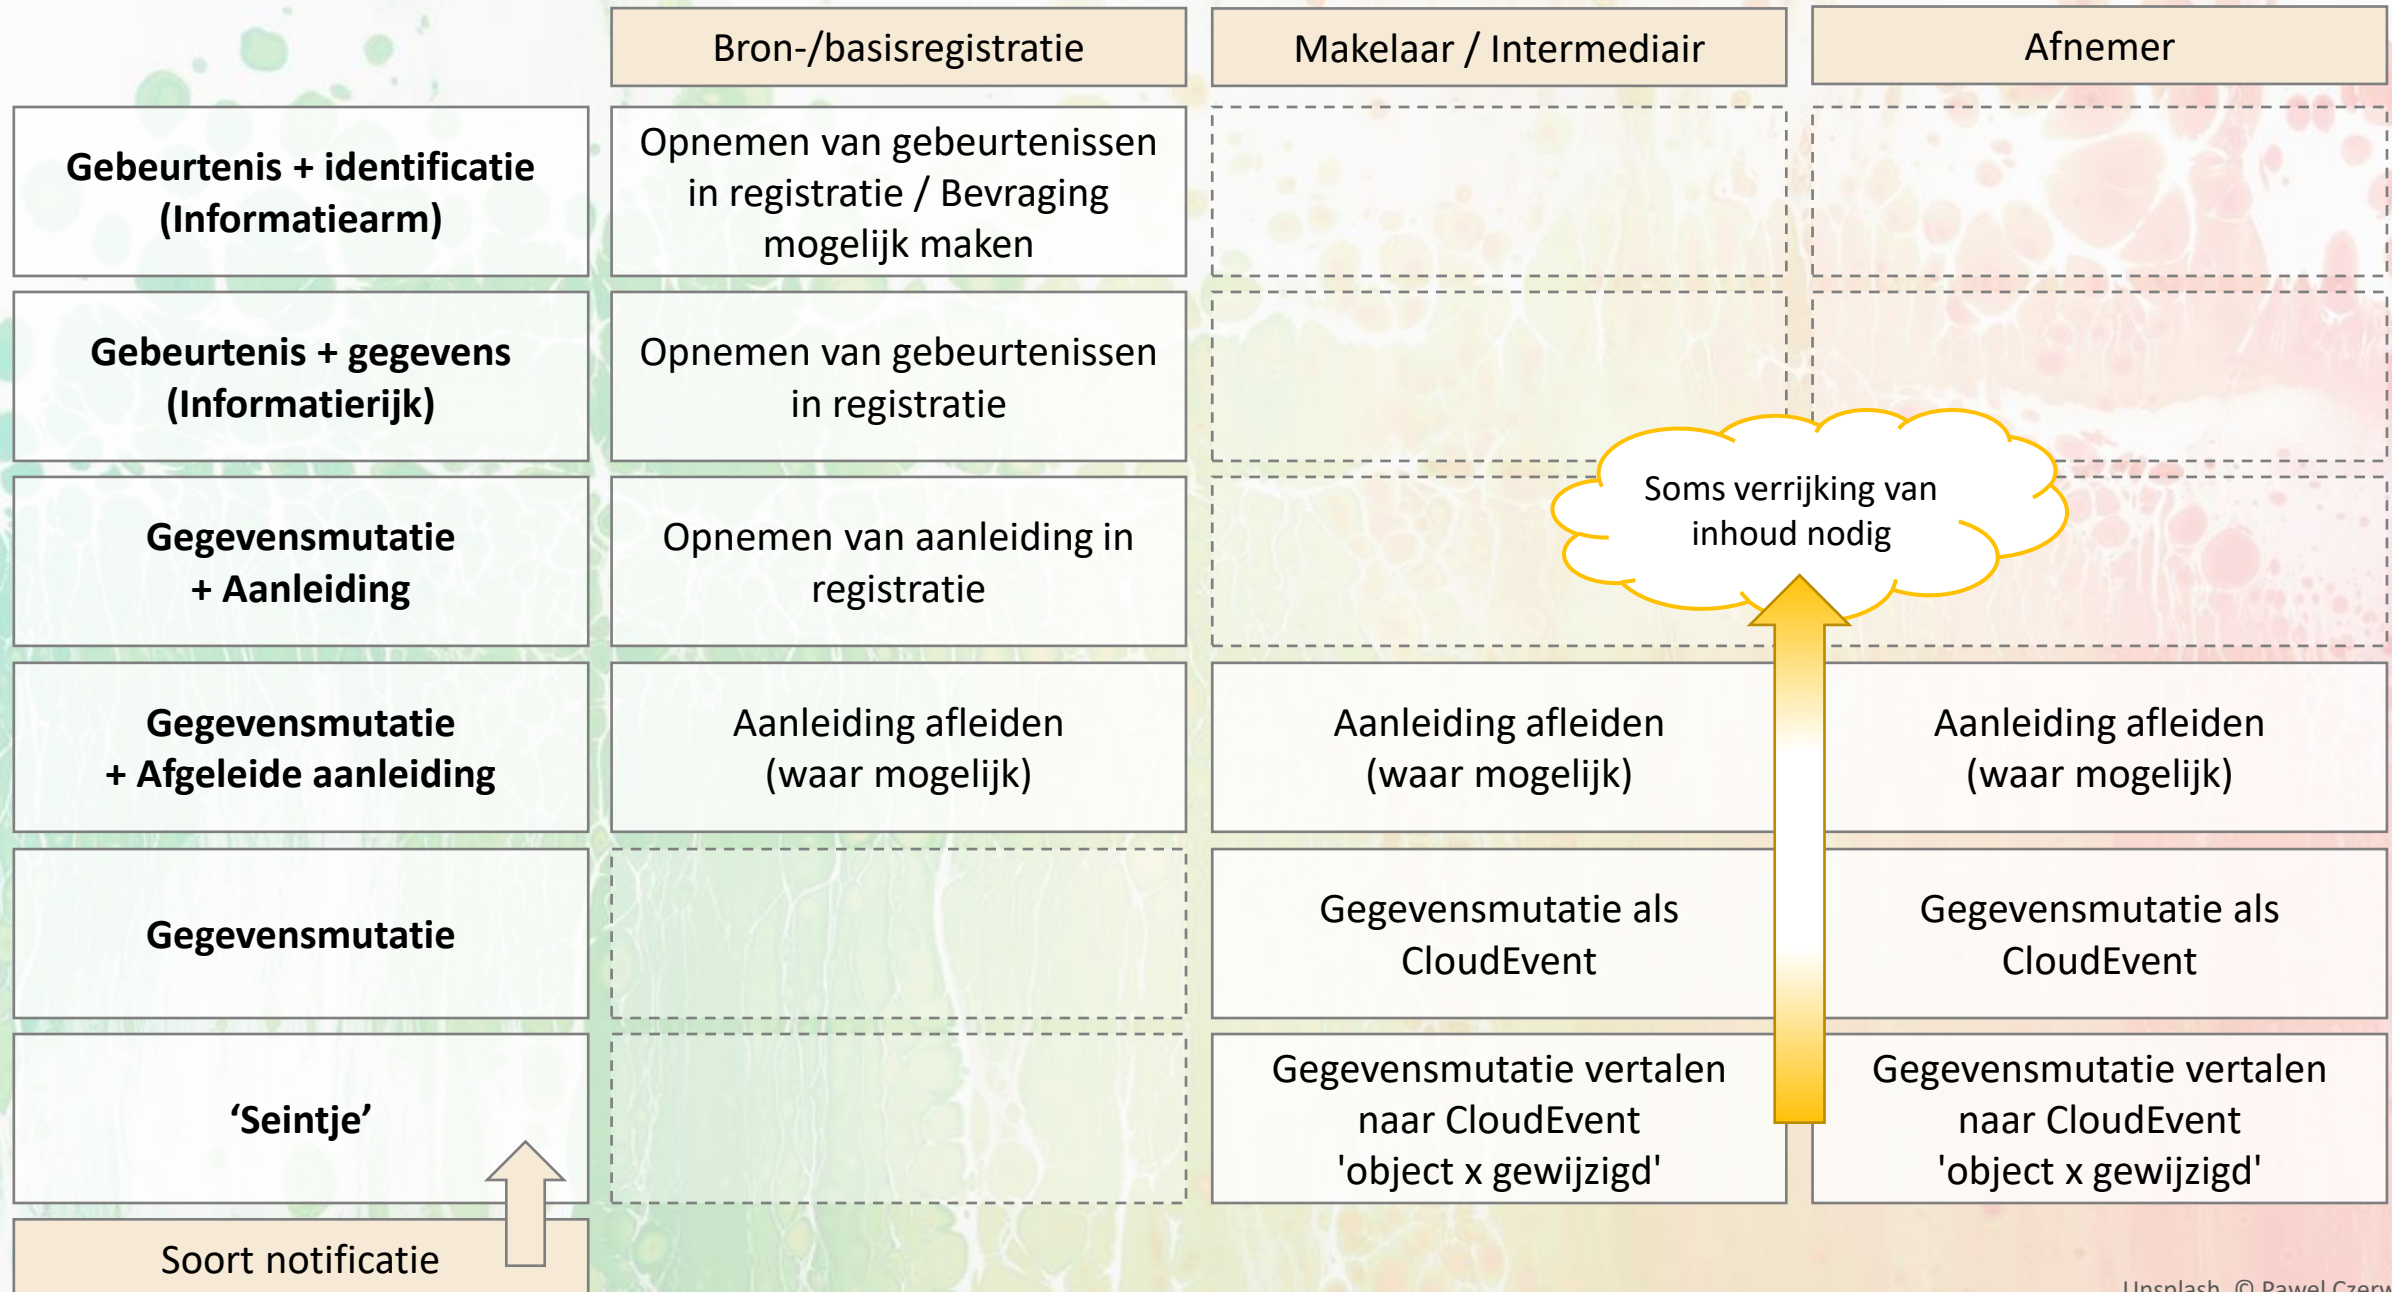 Bron-/basisregistratie
Makelaar / Intermediair
Afnemer
Gebeurtenis + identificatie
(Informatiearm)
Opnemen van gebeurtenissen
in registratie / Bevraging
mogelijk maken
Gebeurtenis + gegevens
(Informatierijk)
Opnemen van gebeurtenissen
in registratie
Soms verrijking van
inhoud nodig
Gegevensmutatie
+ Aanleiding
Opnemen van aanleiding in
registratie
Gegevensmutatie
+ Afgeleide aanleiding
Aanleiding afleiden
(waar mogelijk)
Aanleiding afleiden
(waar mogelijk)
Aanleiding afleiden
(waar mogelijk)
Gegevensmutatie
Gegevensmutatie als
CloudEvent
Gegevensmutatie als
CloudEvent
‘Seintje’
Gegevensmutatie vertalen
naar CloudEvent
'object x gewijzigd'
Gegevensmutatie vertalen
naar CloudEvent
'object x gewijzigd'
Soort notificatie
Unsplash, © Pawel